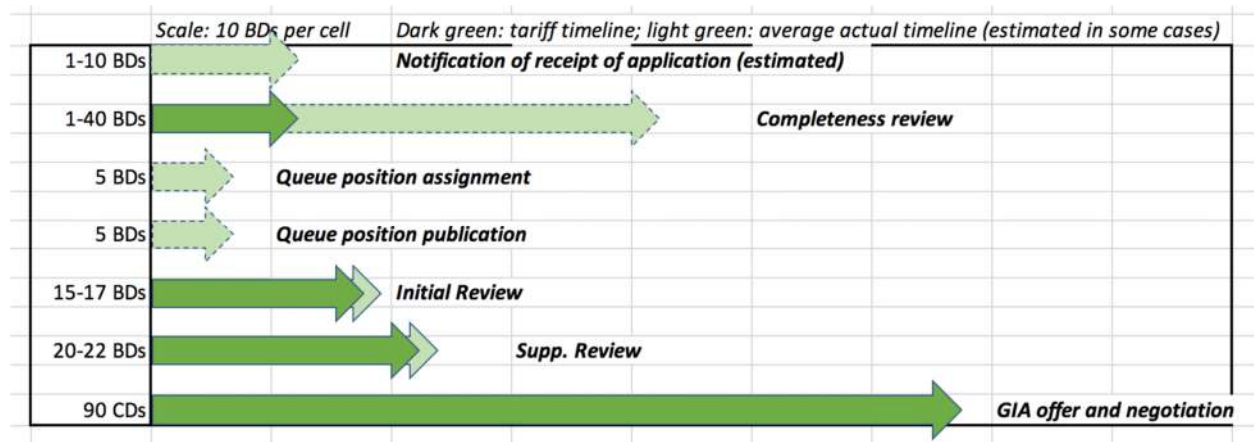 Scale: 10 BDs per cell Dark green: tariff timeline; light green: average actual timeline (estimated in some cases)
1-10 BDs Notification of receipt of application (estimated)
1-40 BDs Completeness review
5 BDs Queue position assignment
5 BDs Queue position publication
15-17 BDs Initial Review
20-22 BDs Supp. Review
90 CDs GIA offer and negotiation